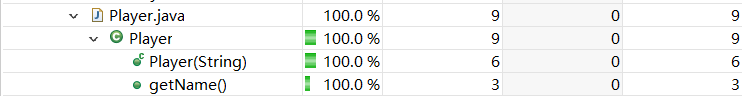 Player.java 100.0 % 9 0 9
Player 100.0 % 9 0 9
Player(String) 100.0 % 6 0 6
getName() 100.0 % 3 0 3